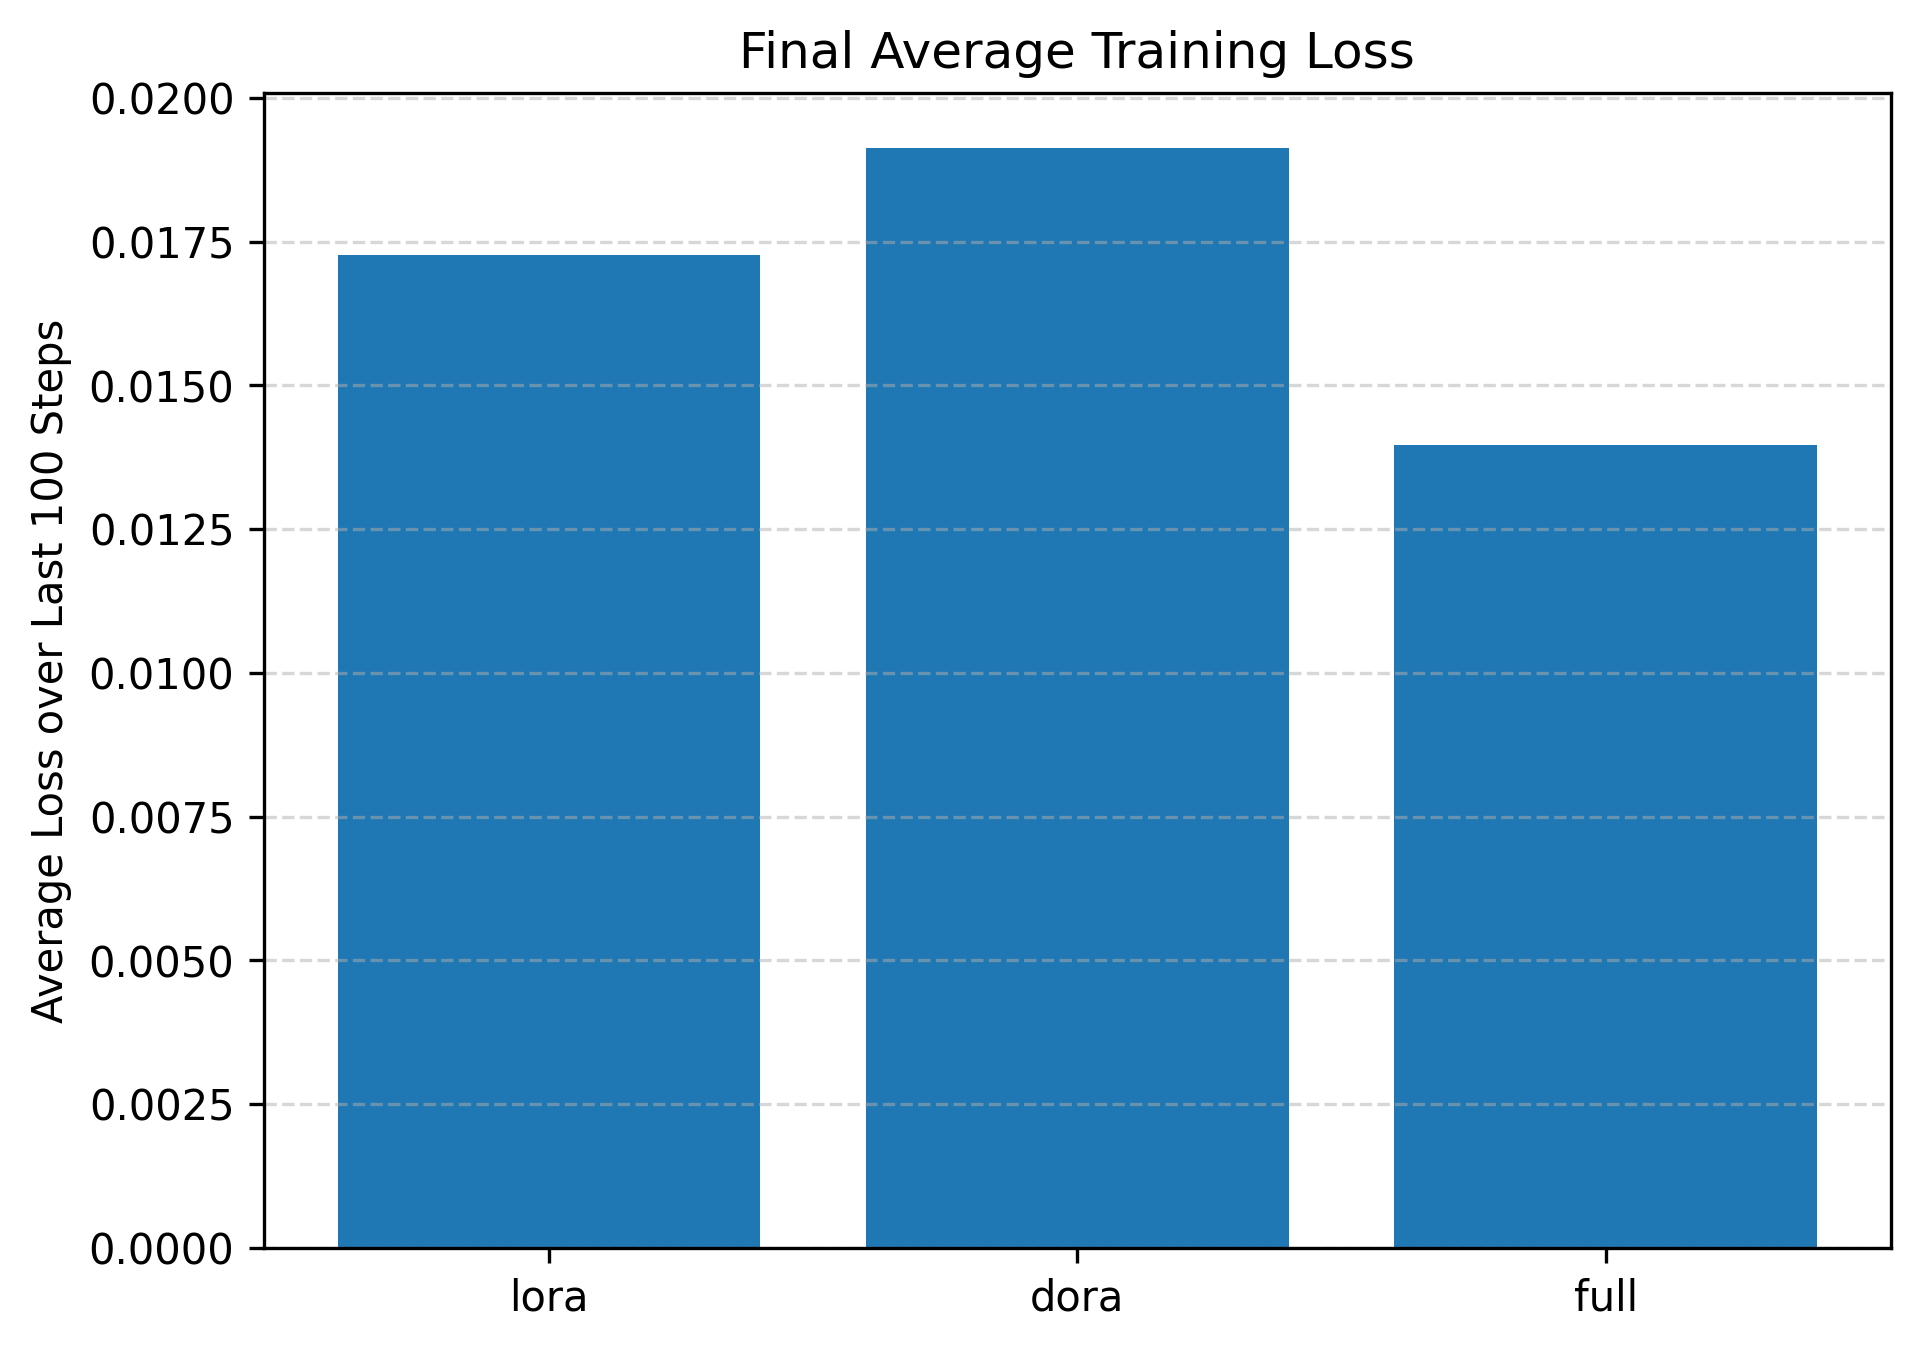 Final Average Training Loss
Average Loss over Last 100 Steps
0.0200
0.0175
0.0150
0.0125
0.0100
0.0075
0.0050
0.0025
0.0000
lora
dora
full